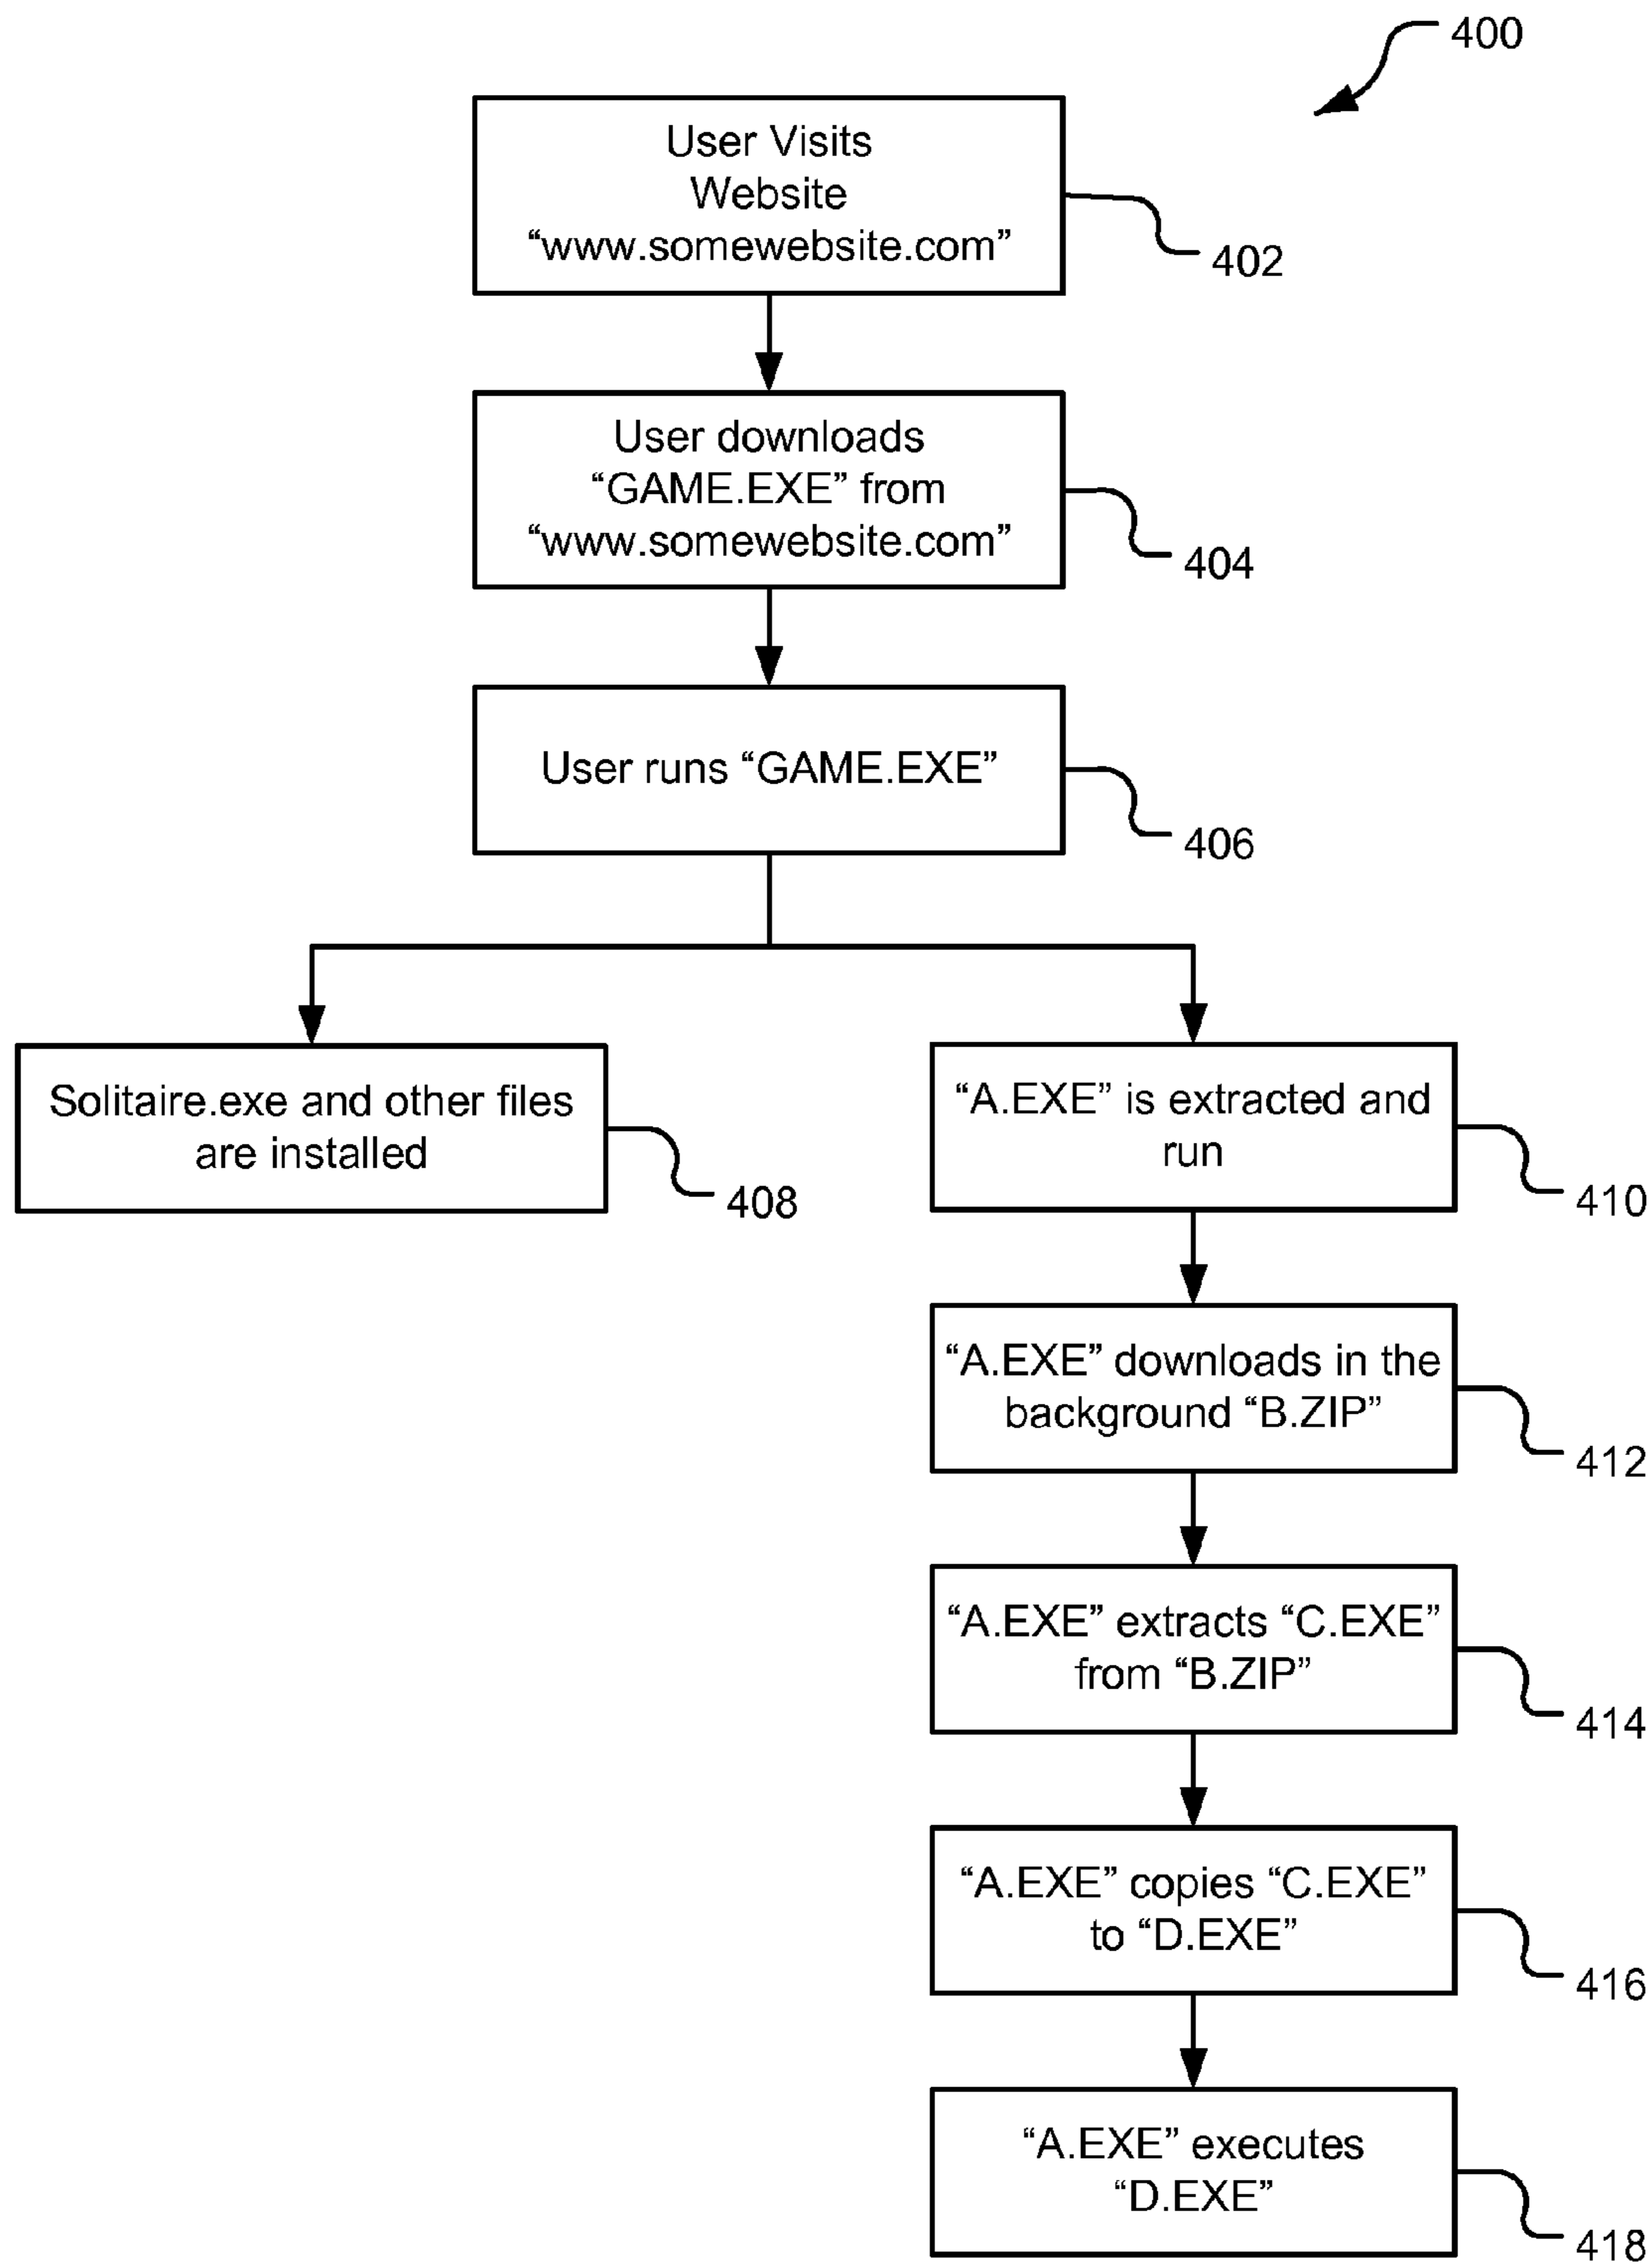 400
User Visits
Website
“www.somewebsite.com”
402
User downloads
“GAME.EXE” from
“www.somewebsite.com”
404
User runs “GAME.EXE”
406
Solitaire.exe and other files
are installed
408
“A.EXE” is extracted and
run
410
“A.EXE” downloads in the
background “B.ZIP”
412
“A.EXE” extracts “C.EXE”
from “B.ZIP”
414
“A.EXE” copies “C.EXE”
to “D.EXE”
416
“A.EXE” executes
“D.EXE”
418